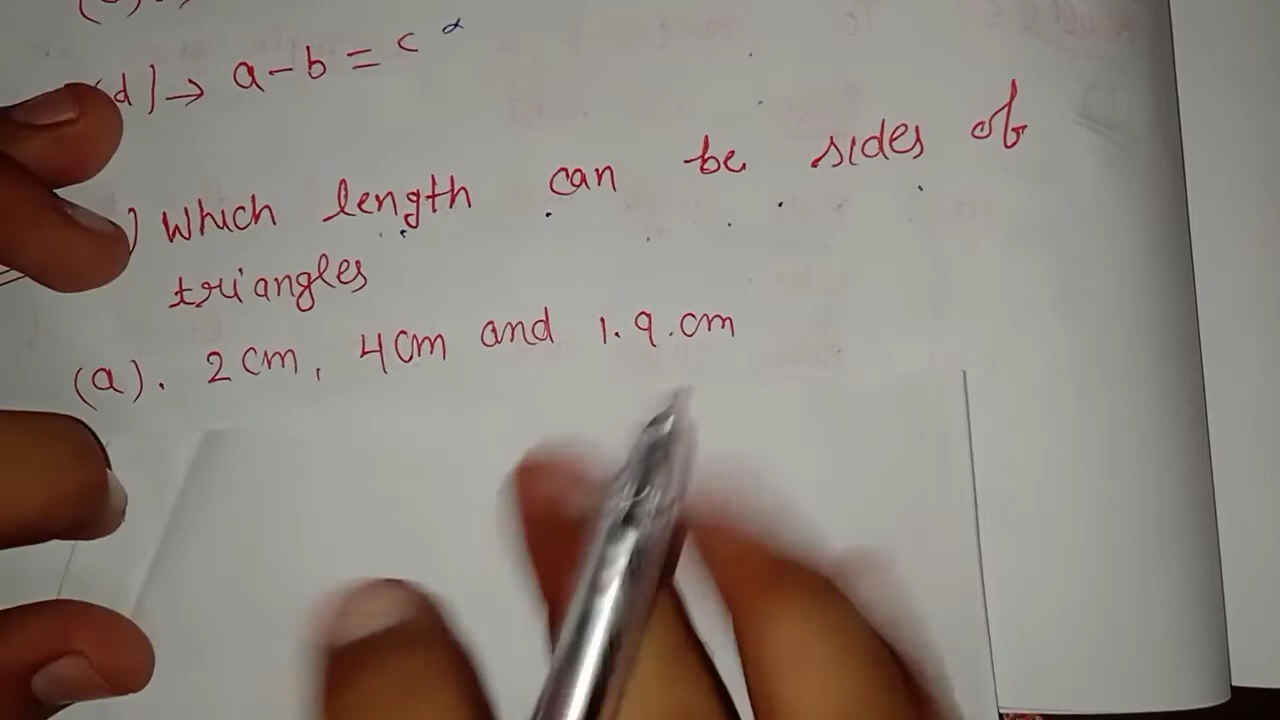 d) → a - b = c
) Which length can be sides of
triangles
(a). 2cm, 4cm and 1.9.cm